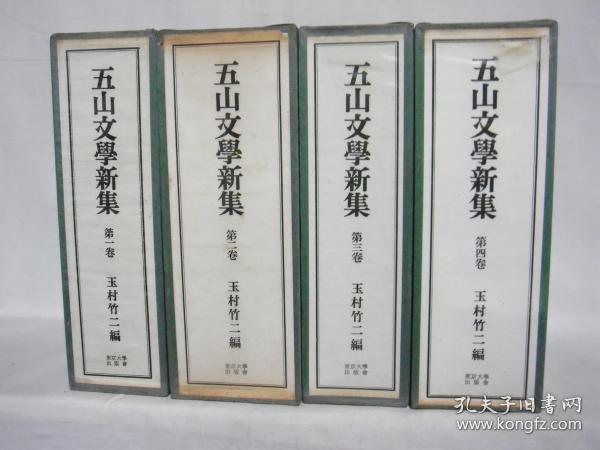 五山文學新集
第一卷
玉村竹二編
東京大學
出版會
五山文學新集
第二卷
玉村竹二編
東京大學
出版會
五山文學新集
第三卷
玉村竹二編
東京大學
出版會
五山文學新集
第四卷
玉村竹二編
東京大學
出版會
孔夫子旧书网
www.kongfz.com